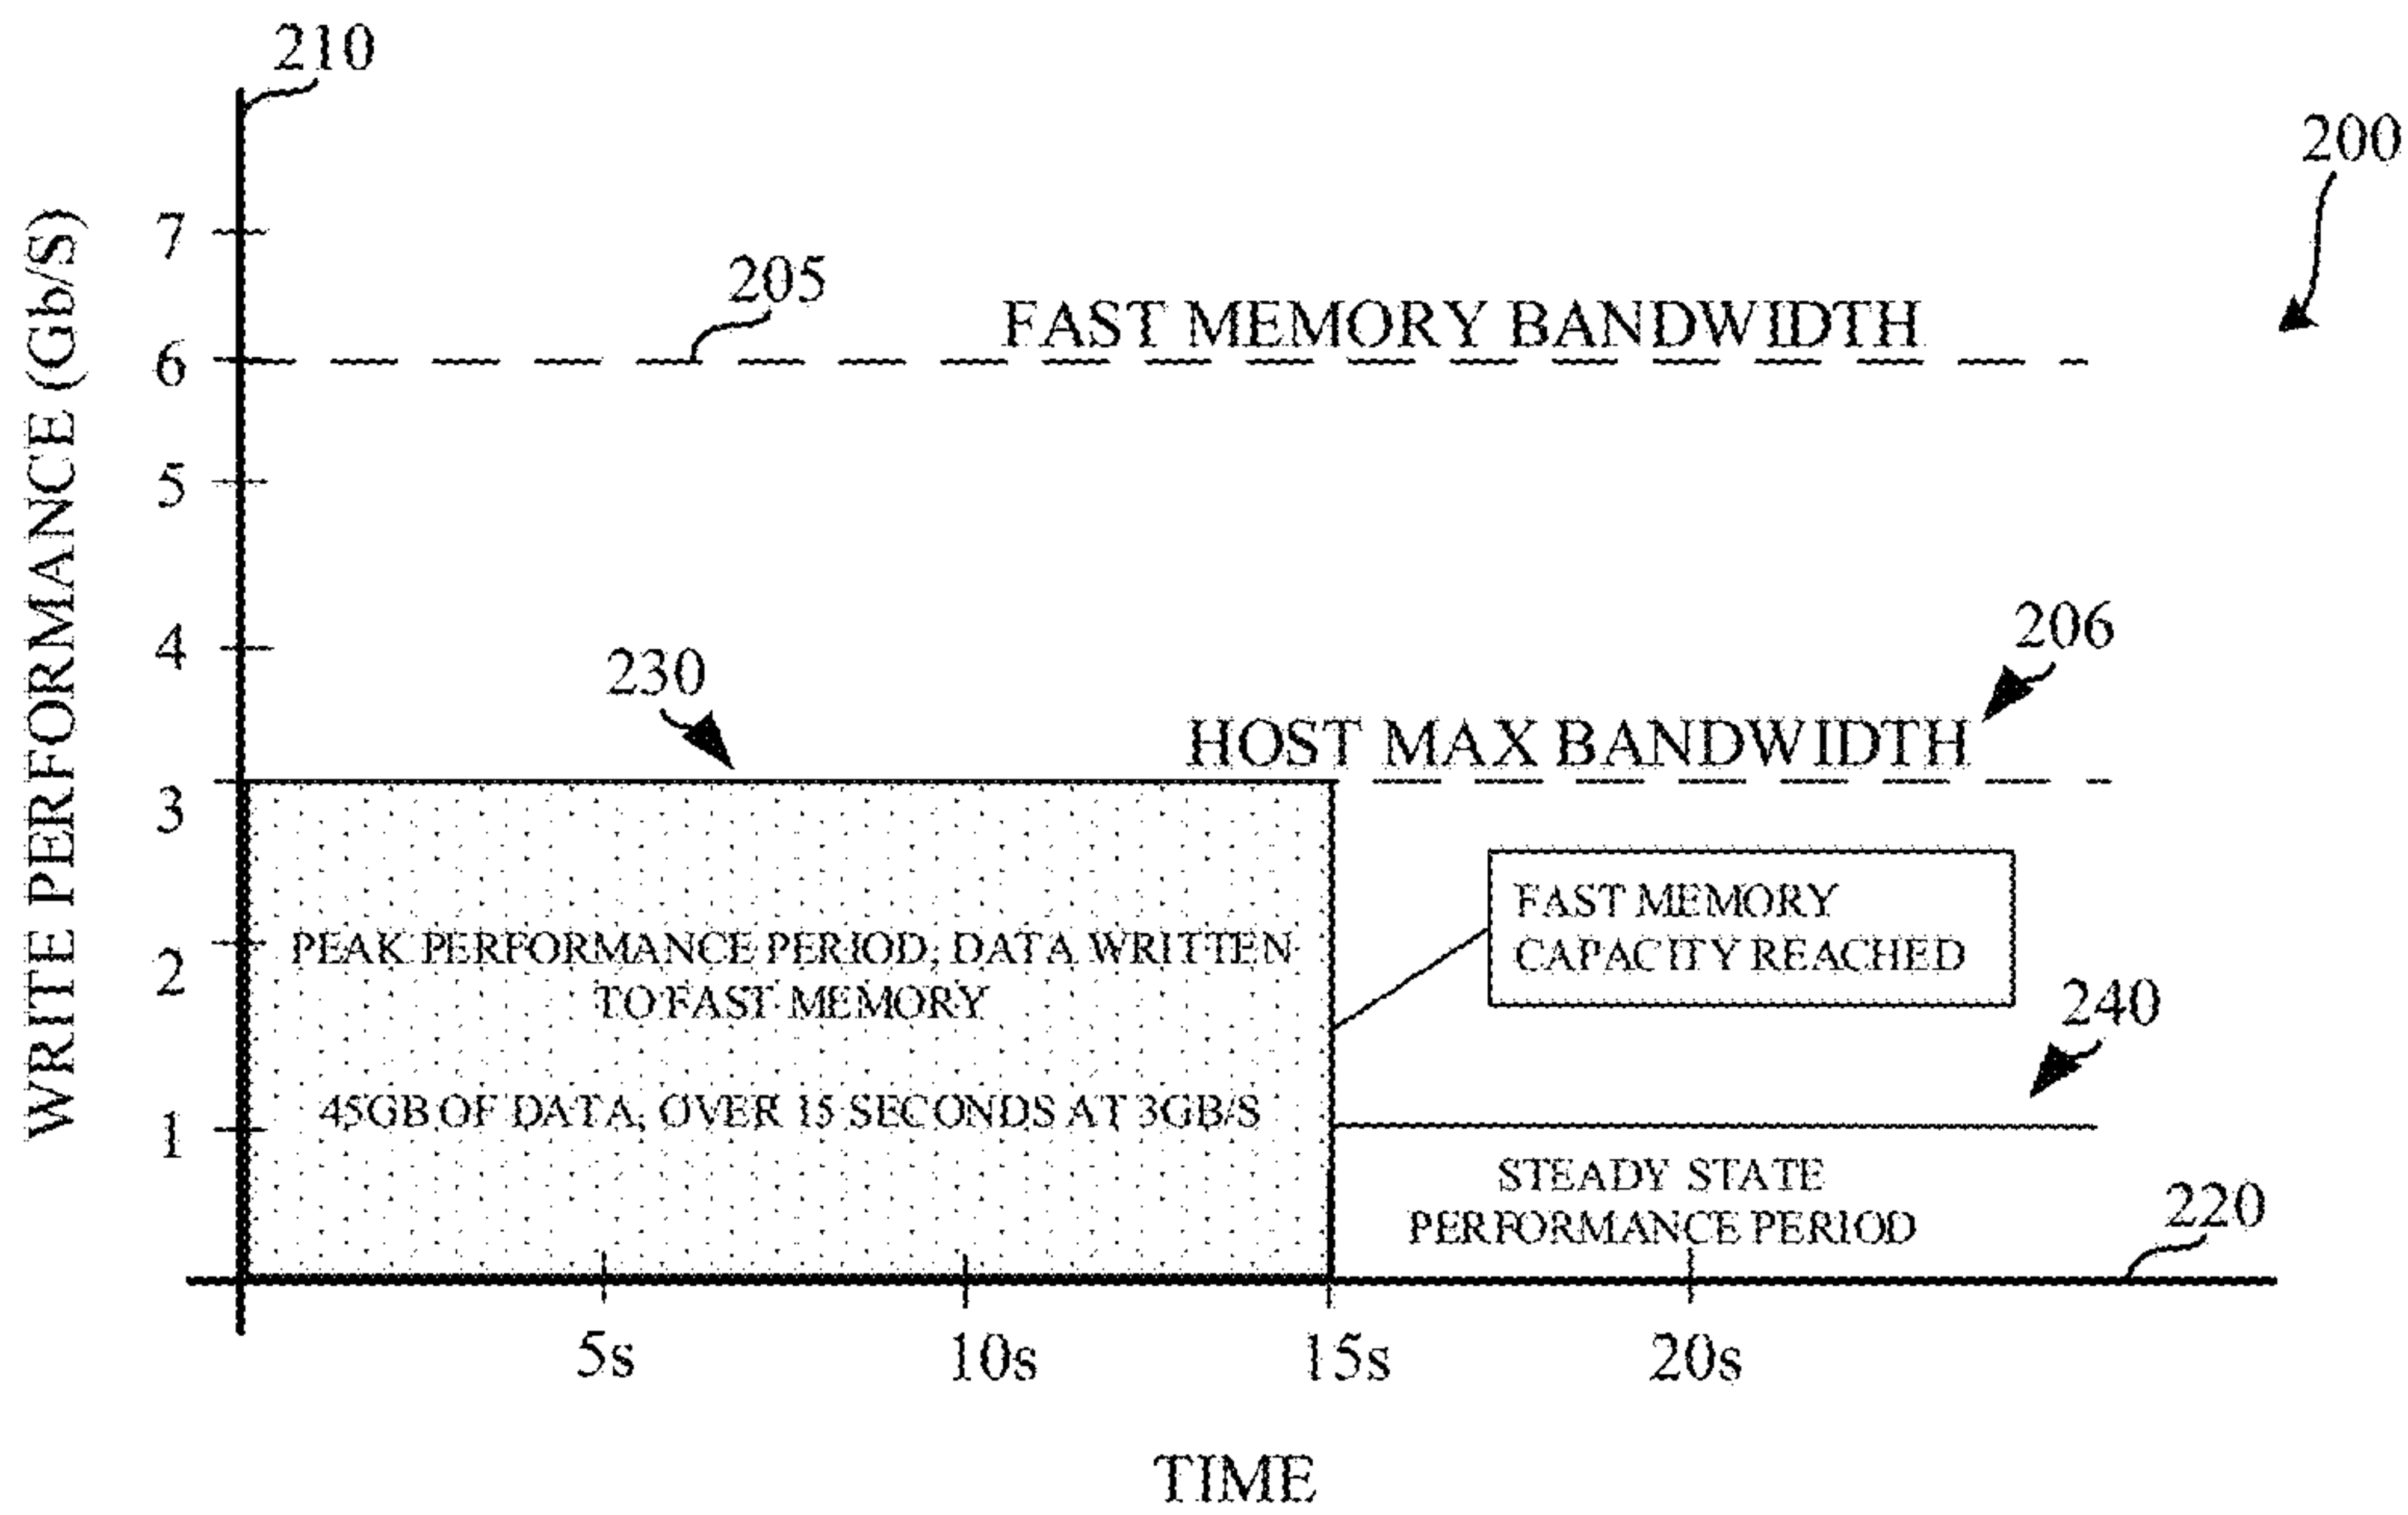 210
200
7
205
FAST MEMORY BANDWIDTH
6
5
WRITE PERFORMANCE (Gb/S)
206
4
230
HOST MAX BANDWIDTH
3
FAST MEMORY
CAPACITY REACHED
PEAK PERFORMANCE PERIOD; DATA WRITTEN
TO FAST MEMORY
2
240
45GB OF DATA, OVER 15 SECONDS AT 3GB/S
1
STEADY STATE
PERFORMANCE PERIOD
220
5s
10s
15s
20s
TIME